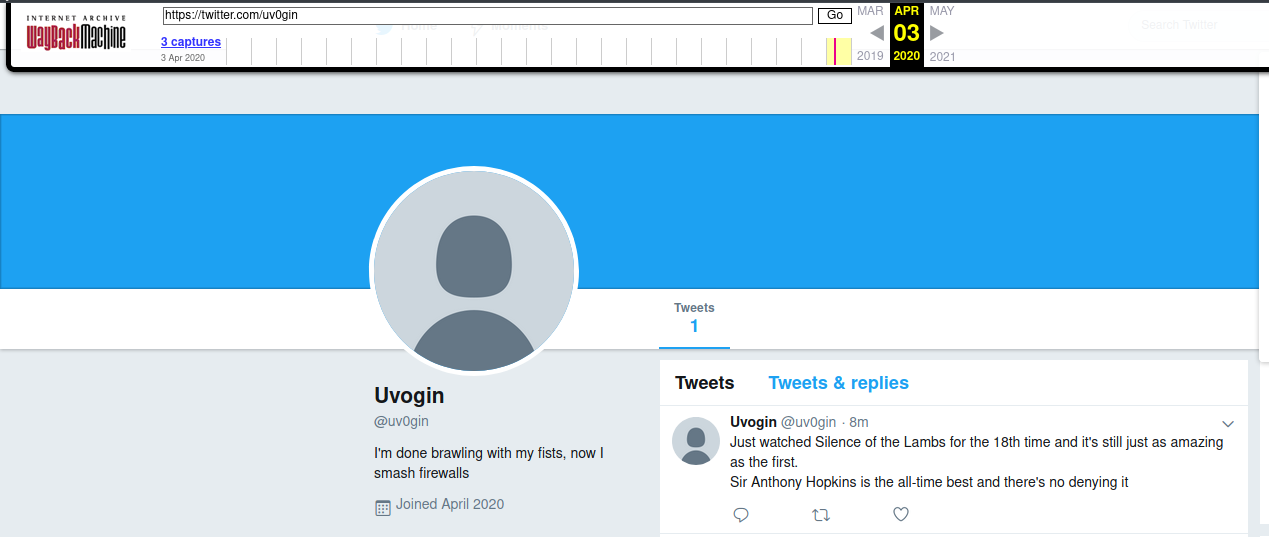 INTERNET ARCHIVE
WayBackMachine
https://twitter.com/uv0gin
Go
Home
Moments
Search Twitter
3 captures
3 Apr 2020
MAR APR MAY
03
2019 2020 2021
Tweets
1
Uvogin
@uv0gin
I'm done brawling with my fists, now I
smash firewalls
Joined April 2020
Tweets Tweets & replies
Uvogin @uv0gin · 8m
Just watched Silence of the Lambs for the 18th time and it's still just as amazing
as the first.
Sir Anthony Hopkins is the all-time best and there's no denying it